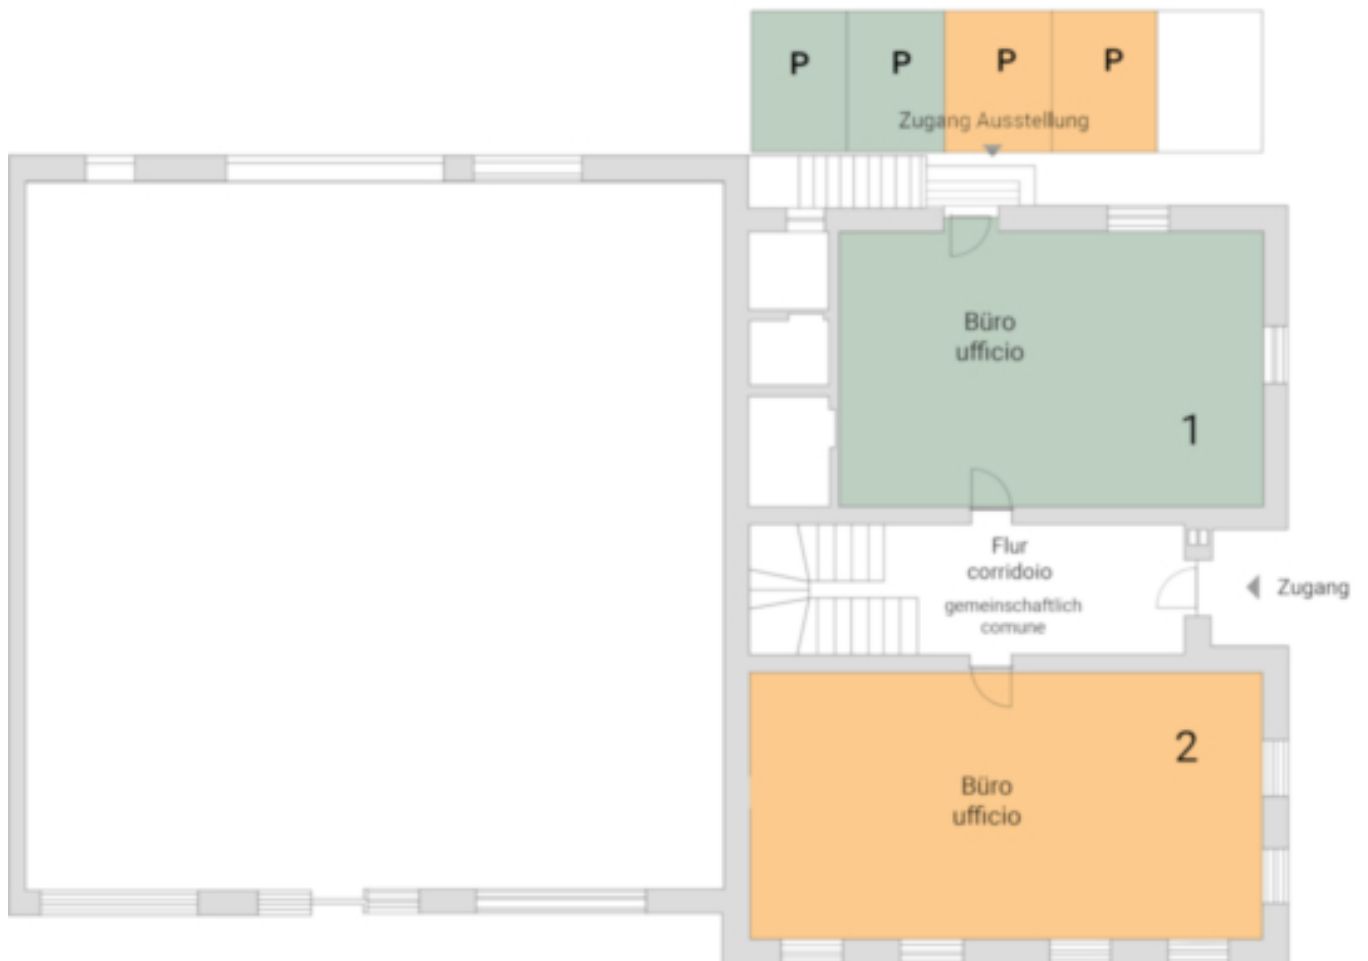 P P P P
Zugang Ausstellung
Büro
ufficio
1
Flur
corridoio
gemeinschaftlich
comune
Zugang
2
Büro
ufficio